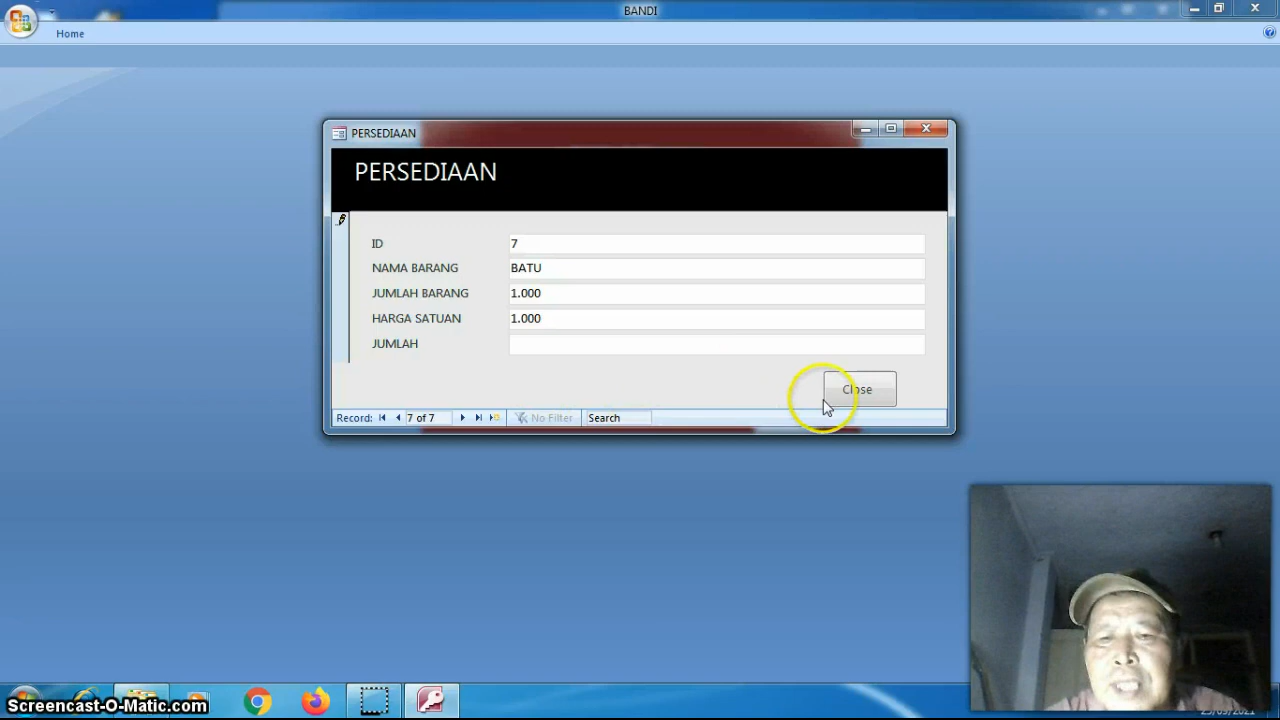 BANDI
Home
PERSEDIAAN
PERSEDIAAN
ID 7
NAMA BARANG BATU
JUMLAH BARANG 1.000
HARGA SATUAN 1.000
JUMLAH
Close
Record: 7 of 7 No Filter Search
Screencast-O-Matic.com